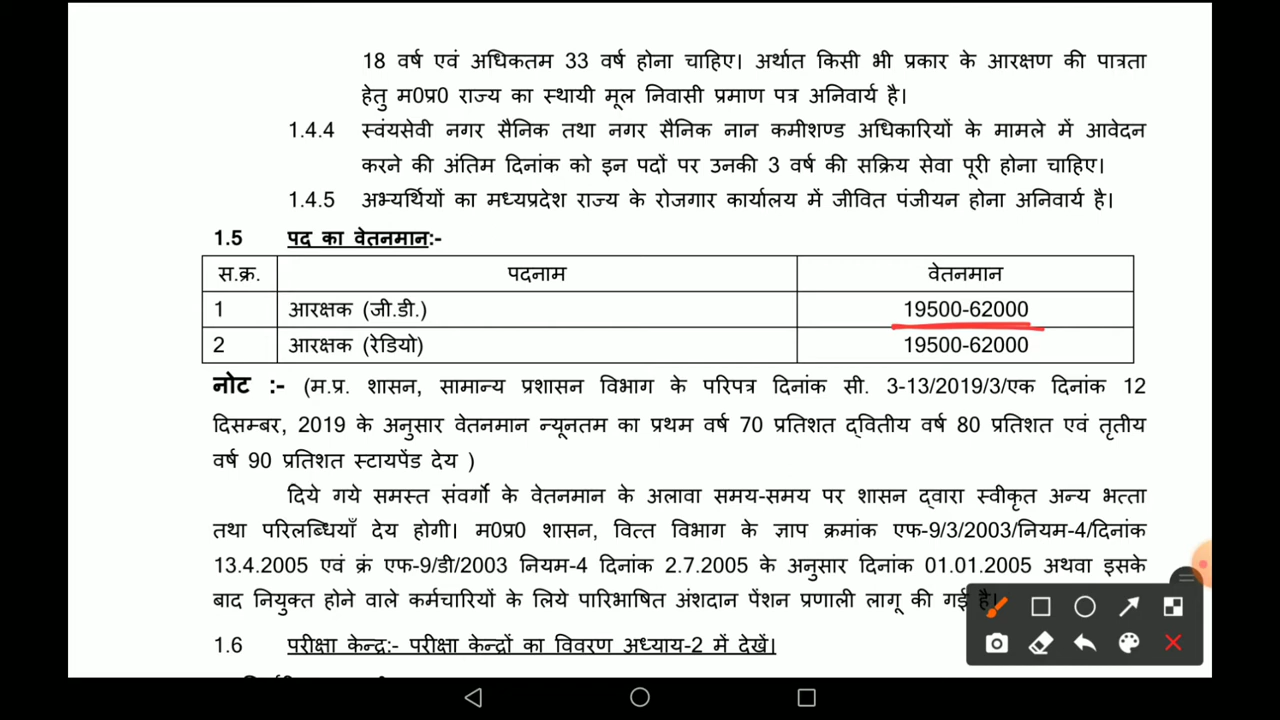 18 वर्ष एवं अधिकतम 33 वर्ष होना चाहिए। अर्थात किसी भी प्रकार के आरक्षण की पात्रता
हेतु म0प्र0 राज्य का स्थायी मूल निवासी प्रमाण पत्र अनिवार्य है।
1.4.4 स्वंयसेवी नगर सैनिक तथा नगर सैनिक नान कमीशण्ड अधिकारियों के मामले में आवेदन
करने की अंतिम दिनांक को इन पदों पर उनकी 3 वर्ष की सक्रिय सेवा पूरी होना चाहिए।
1.4.5 अभ्यर्थियों का मध्यप्रदेश राज्य के रोजगार कार्यालय में जीवित पंजीयन होना अनिवार्य है।
1.5 पद का वेतनमान:-
स.क्र. पदनाम वेतनमान
1 आरक्षक (जी.डी.) 19500-62000
2 आरक्षक (रेडियो) 19500-62000
नोट :- (म.प्र. शासन, सामान्य प्रशासन विभाग के परिपत्र दिनांक सी. 3-13/2019/3/एक दिनांक 12
दिसम्बर, 2019 के अनुसार वेतनमान न्यूनतम का प्रथम वर्ष 70 प्रतिशत द्वितीय वर्ष 80 प्रतिशत एवं तृतीय
वर्ष 90 प्रतिशत स्टायपेंड देय )
दिये गये समस्त संवर्गो के वेतनमान के अलावा समय-समय पर शासन द्वारा स्वीकृत अन्य भत्ता
तथा परिलब्धियाँ देय होगी। म0प्र0 शासन, वित्त विभाग के ज्ञाप क्रमांक एफ-9/3/2003/नियम-4/दिनांक
13.4.2005 एवं क्रं एफ-9/डी/2003 नियम-4 दिनांक 2.7.2005 के अनुसार दिनांक 01.01.2005 अथवा इसके
बाद नियुक्त होने वाले कर्मचारियों के लिये पारिभाषित अंशदान पेंशन प्रणाली लागू की गई है।
1.6 परीक्षा केन्द्र:- परीक्षा केन्द्रों का विवरण अध्याय-2 में देखें।